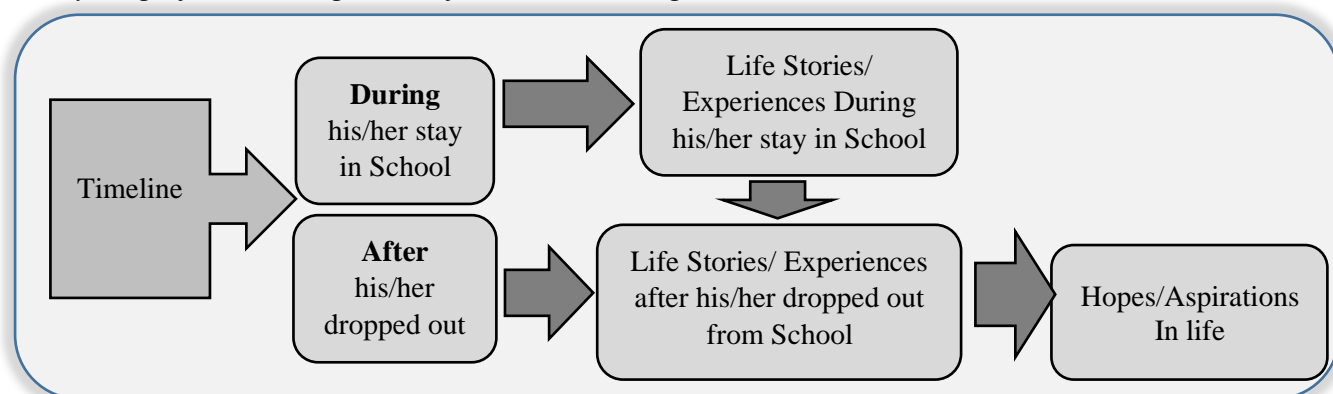 Timeline
During
his/her stay
in School
Life Stories/
Experiences During
his/her stay in School
After
his/her
dropped out
Life Stories/ Experiences
after his/her dropped out
from School
Hopes/Aspirations
In life